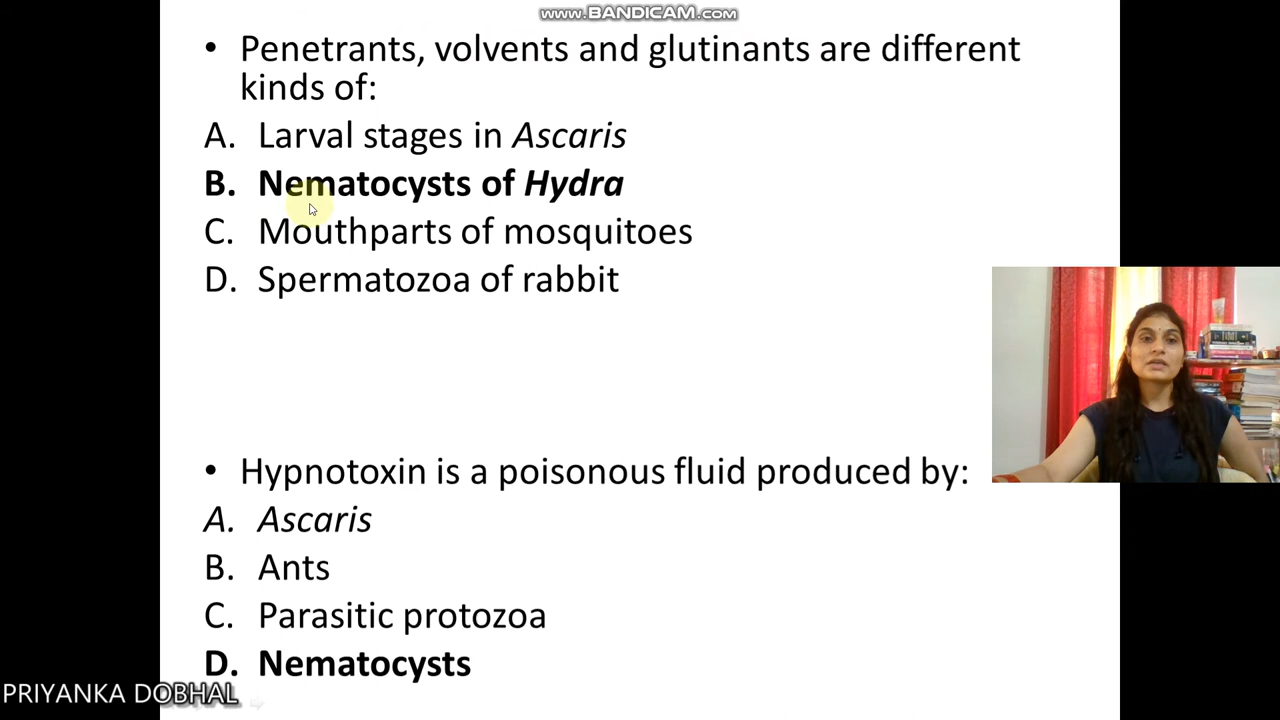 www.BANDICAM.com
• Penetrants, volvents and glutinants are different
kinds of:
A. Larval stages in Ascaris
B. Nematocysts of Hydra
C. Mouthparts of mosquitoes
D. Spermatozoa of rabbit
• Hypnotoxin is a poisonous fluid produced by:
A. Ascaris
B. Ants
C. Parasitic protozoa
D. Nematocysts
PRIYANKA DOBHAL